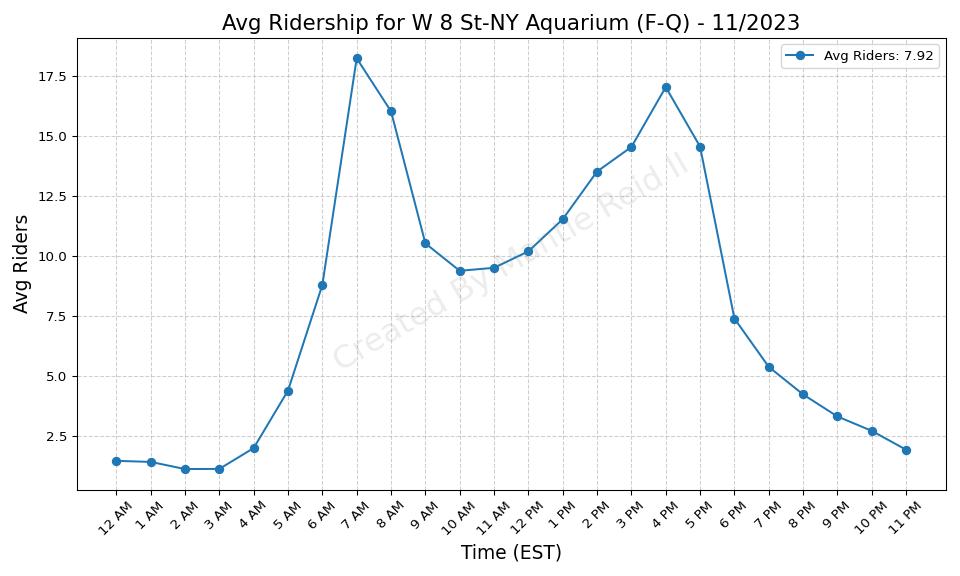 Avg Ridership for W 8 St-NY Aquarium (F-Q) - 11/2023
Avg Riders: 7.92
Avg Riders
17.5
15.0
12.5
10.0
7.5
5.0
2.5
Created By Mantle Reid II
12 AM
1 AM
2 AM
3 AM
4 AM
5 AM
6 AM
7 AM
8 AM
9 AM
10 AM
11 AM
12 PM
1 PM
2 PM
3 PM
4 PM
5 PM
6 PM
7 PM
8 PM
9 PM
10 PM
11 PM
Time (EST)